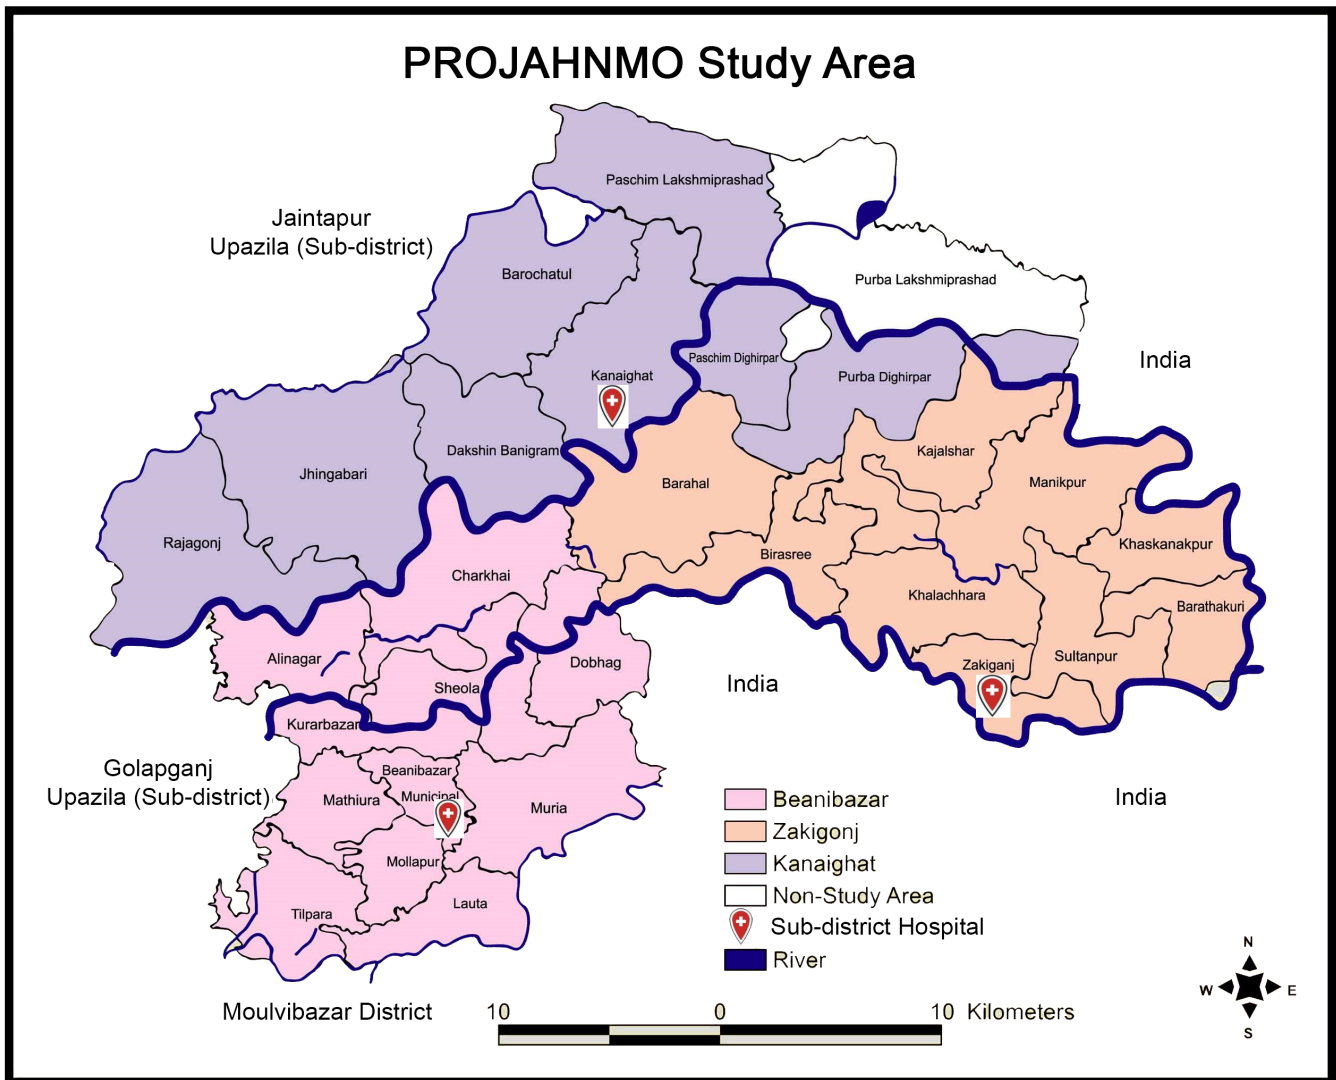 PROJAHNMO Study Area
Paschim Lakshmiprashad
Jaintapur
Upazila (Sub-district)
Barochatul
Purba Lakshmiprashad
Paschim Dighirpar
India
Kanaighat
Purba Dighirpar
Dakshin Banigram
Kajalshar
Jhingabari
Barahal
Manikpur
Rajagonj
Birasree
Khaskanakpur
Charkhai
Khalachhara
Barathakuri
Alinagar
Dobhag
Zakiganj
Sultanpur
Sheola
India
Kurarbazar
Golapganj
Upazila (Sub-district)
Beanibazar
Municipal
Mathiura
Muria
India
Mollapur
Tilpara
Lauta
Beanibazar
Zakigonj
Kanaighat
Non-Study Area
Sub-district Hospital
River
N
W
E
S
Moulvibazar District
10 0 10 Kilometers